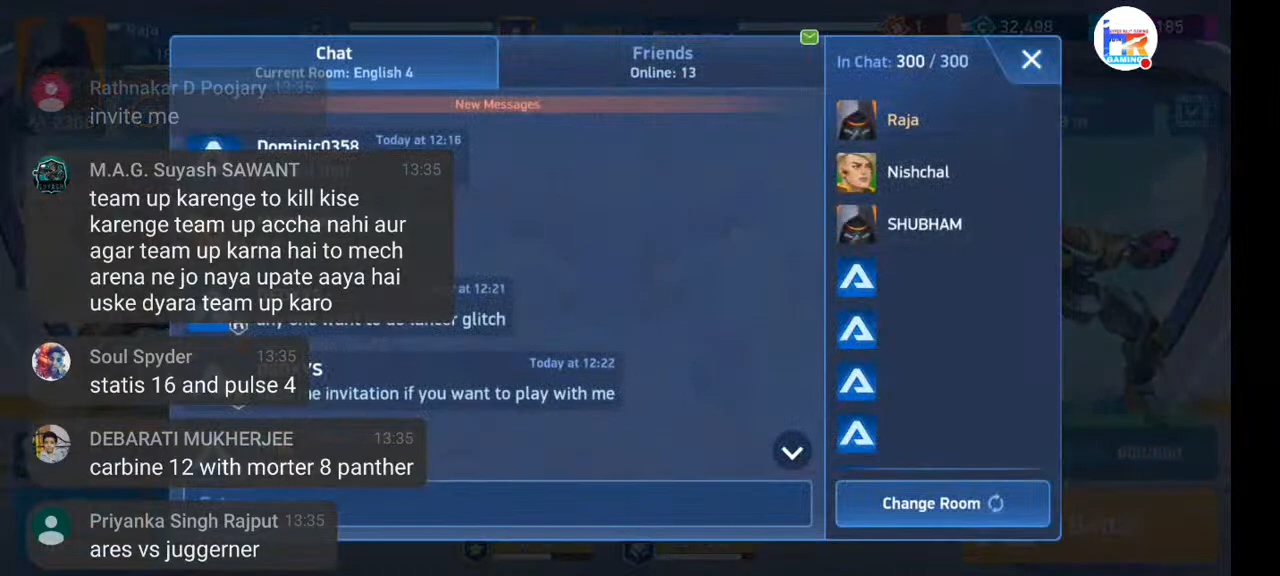 Chat
Current Room: English 4
Friends
Online: 13
In Chat: 300 / 300
32,498
185
GAMING
New Messages
Rathnakar D Poojary 13:35
invite me
Dominic0358 Today at 12:16
M.A.G. Suyash SAWANT 13:35
team up karenge to kill kise
karenge team up accha nahi aur
agar team up karna hai to mech
arena ne jo naya upate aaya hai
uske dyara team up karo
at 12:21
glitch
Soul Spyder 13:35
statis 16 and pulse 4
Today at 12:22
invitation if you want to play with me
DEBARATI MUKHERJEE 13:35
carbine 12 with morter 8 panther
Priyanka Singh Rajput 13:35
ares vs juggerner
Raja
Nishchal
SHUBHAM
Change Room